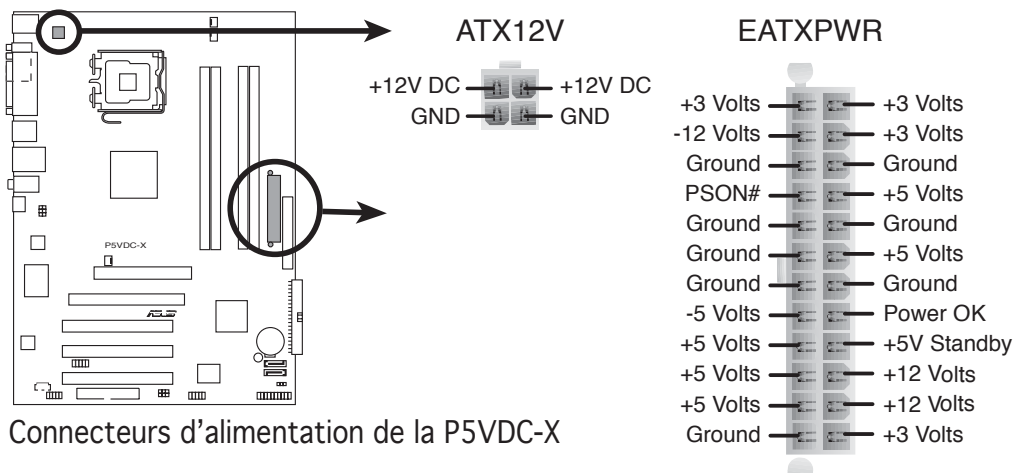 ATX12V
+12V DC +12V DC
GND GND
EATXPWR
+3 Volts +3 Volts
-12 Volts +3 Volts
Ground Ground
PSON# +5 Volts
Ground Ground
Ground +5 Volts
Ground Ground
-5 Volts Power OK
+5 Volts +5V Standby
+5 Volts +12 Volts
+5 Volts +12 Volts
Ground +3 Volts
P5VDC-X
ASUS
Connecteurs d'alimentation de la P5VDC-X